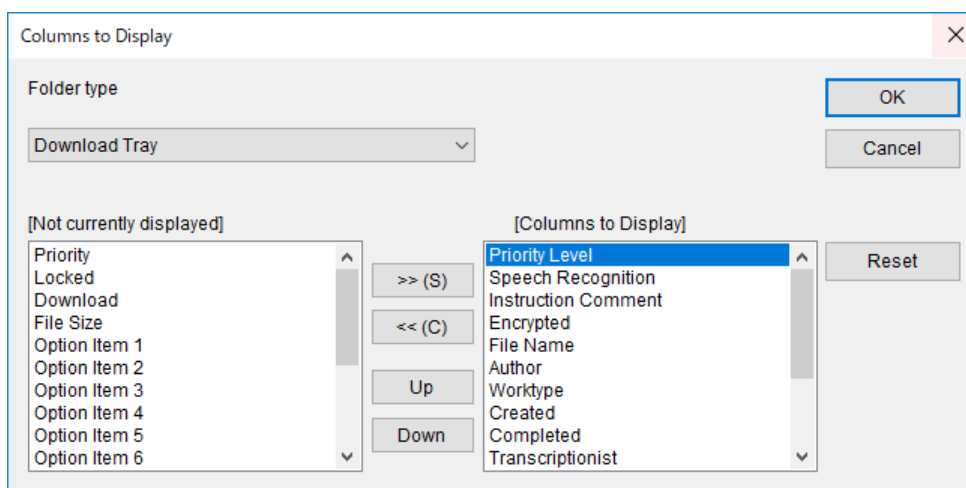 Columns to Display
Folder type
OK
Download Tray
Cancel
[Not currently displayed]
[Columns to Display]
Priority
Locked
Download
File Size
Option Item 1
Option Item 2
Option Item 3
Option Item 4
Option Item 5
Option Item 6
>> (S)
<< (C)
Up
Down
Priority Level
Speech Recognition
Instruction Comment
Encrypted
File Name
Author
Worktype
Created
Completed
Transcriptionist
Reset